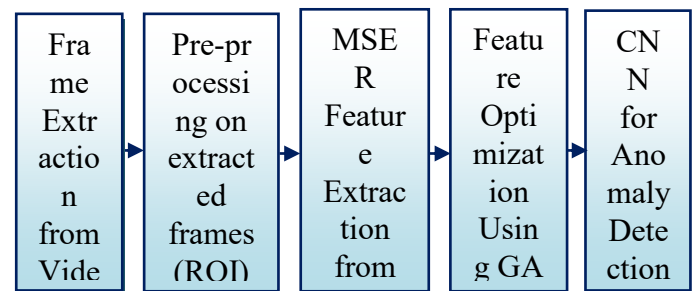 Fra
me
Extr
actio
n
from
Vide
Pre-pr
ocessi
ng on
extract
ed
frames
(ROI)
MSE
R
Featur
e
Extrac
tion
from
Featu
re
Opti
mizat
ion
Usin
g GA
CN
N
for
Ano
maly
Dete
ction